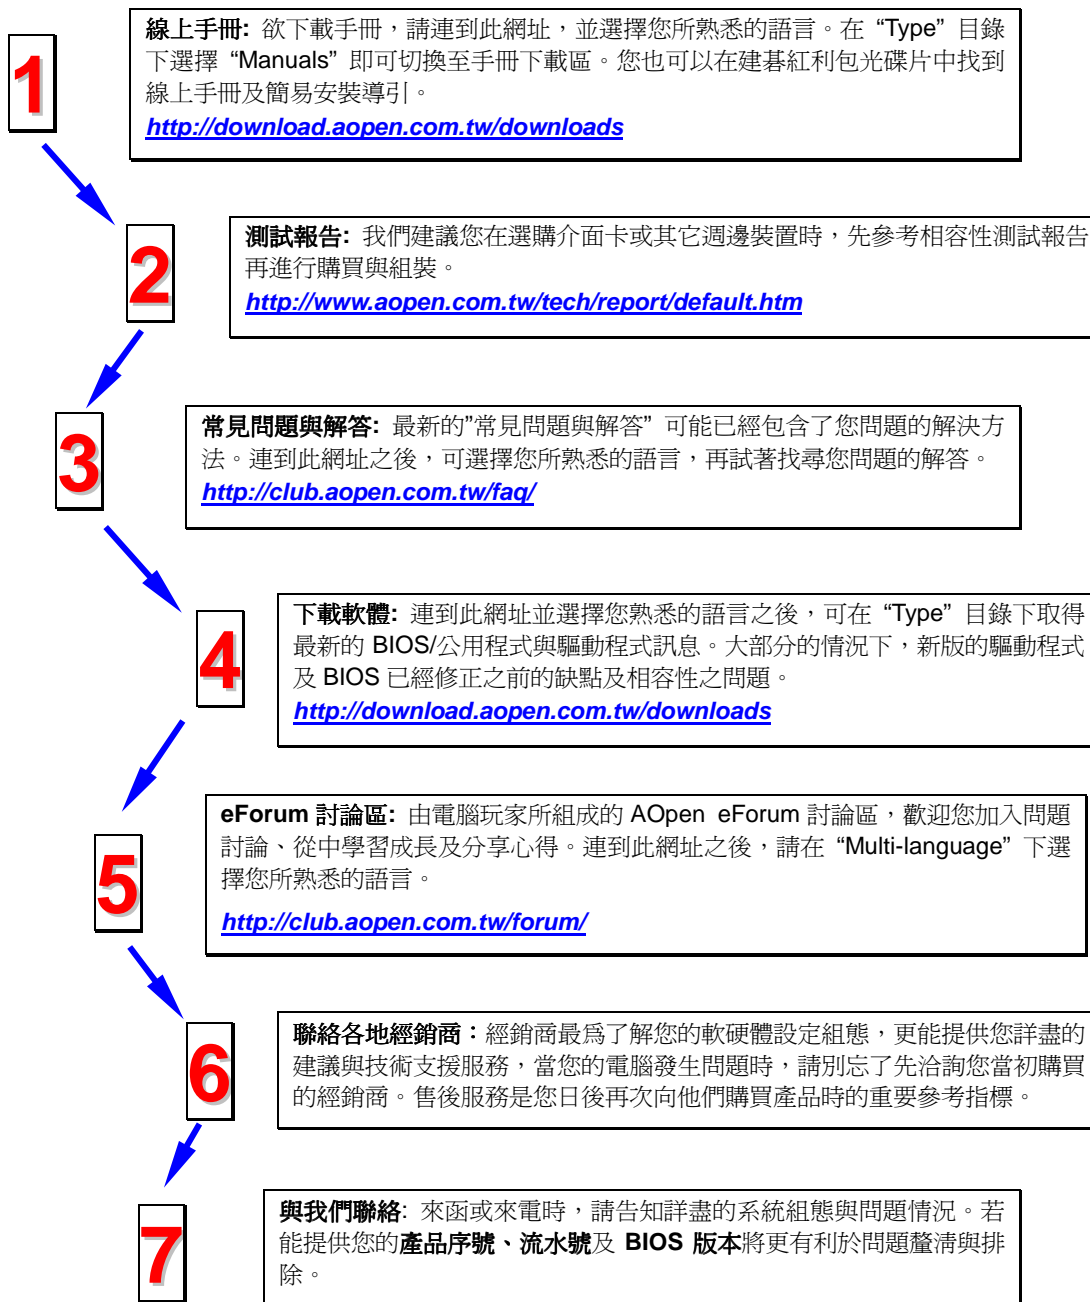 1
線上手冊: 欲下載手冊，請連到此網址，並選擇您所熟悉的語言。在 “Type” 目錄
下選擇 “Manuals” 即可切換至手冊下載區。您也可以在建碁紅利包光碟片中找到
線上手冊及簡易安裝導引。
http://download.aopen.com.tw/downloads
2
測試報告: 我們建議您在選購介面卡或其它週邊裝置時，先參考相容性測試報告
再進行購買與組裝。
http://www.aopen.com.tw/tech/report/default.htm
3
常見問題與解答: 最新的”常見問題與解答” 可能已經包含了您問題的解決方
法。連到此網址之後，可選擇您所熟悉的語言，再試著找尋您問題的解答。
http://club.aopen.com.tw/faq/
4
下載軟體: 連到此網址並選擇您熟悉的語言之後，可在 “Type” 目錄下取得
最新的 BIOS/公用程式與驅動程式訊息。大部分的情況下，新版的驅動程式
及 BIOS 已經修正之前的缺點及相容性之問題。
http://download.aopen.com.tw/downloads
5
eForum 討論區: 由電腦玩家所組成的 AOpen eForum 討論區，歡迎您加入問題
討論、從中學習成長及分享心得。連到此網址之後，請在 “Multi-language” 下選
擇您所熟悉的語言。
http://club.aopen.com.tw/forum/
6
聯絡各地經銷商：經銷商最為了解您的軟硬體設定組態，更能提供您詳盡的
建議與技術支援服務，當您的電腦發生問題時，請別忘了先洽詢您當初購買
的經銷商。售後服務是您日後再次向他們購買產品時的重要參考指標。
7
與我們聯絡: 來函或來電時，請告知詳盡的系統組態與問題情況。若
能提供您的產品序號、流水號及 BIOS 版本將更有利於問題釐清與排
除。